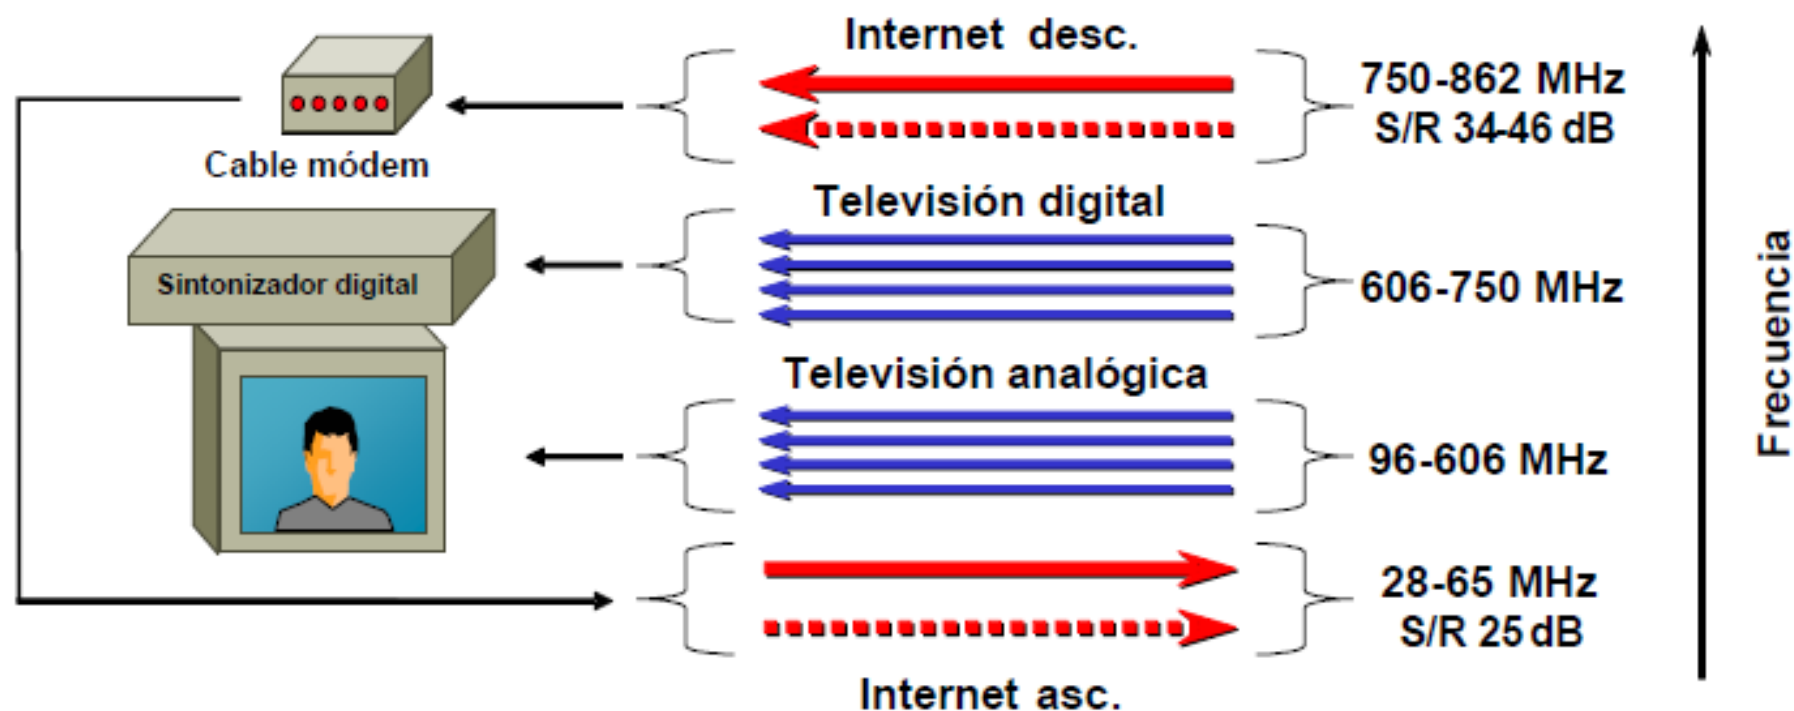 Internet desc.
750-862 MHz
S/R 34-46 dB
Cable módem
Televisión digital
Sintonizador digital
606-750 MHz
Televisión analógica
96-606 MHz
28-65 MHz
S/R 25 dB
Internet asc.
Frecuencia